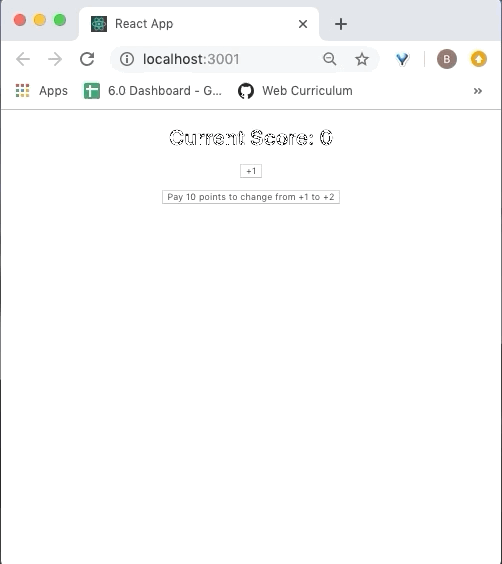 React App
localhost:3001
B
Apps
6.0 Dashboard - G...
Web Curriculum
Current Score: 0
+1
Pay 10 points to change from +1 to +2